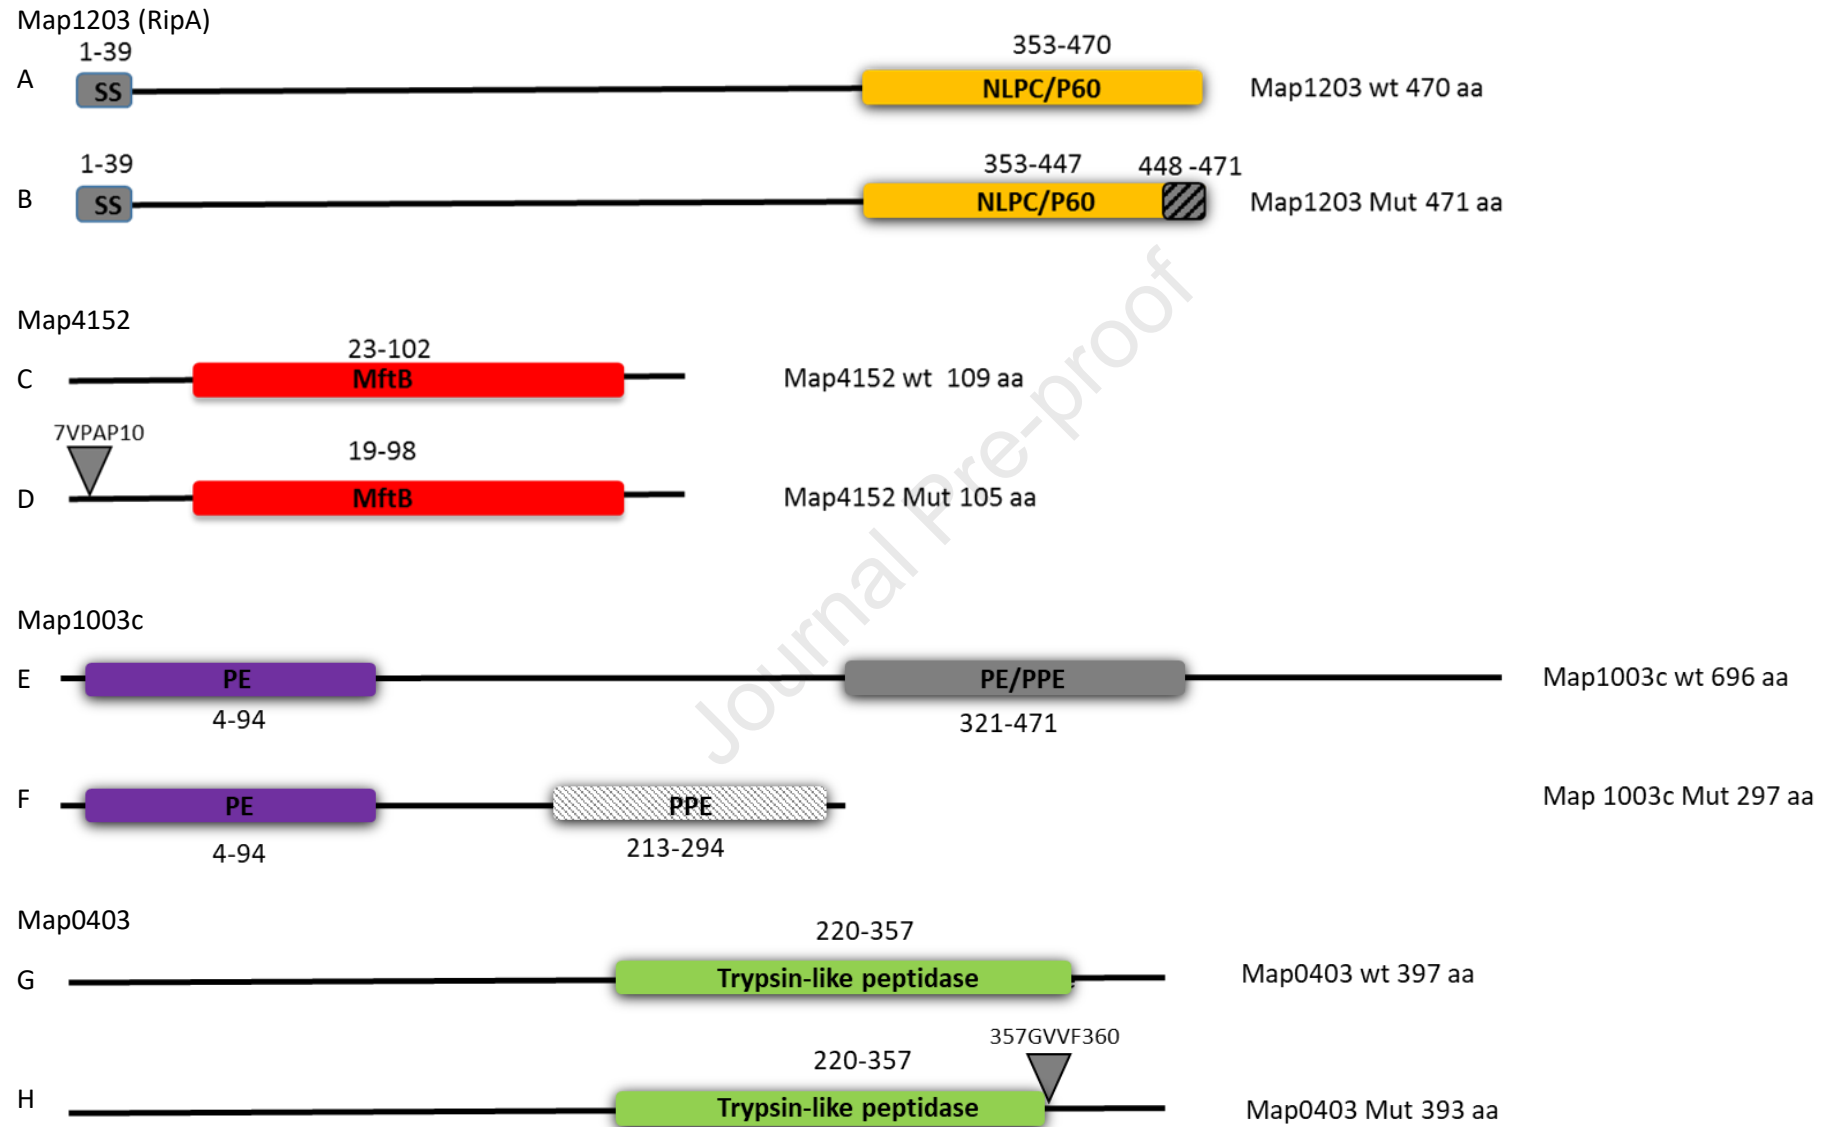 Map1203 (RipA)
1-39
353-470
A
SS
NLPC/P60
Map1203 wt 470 aa
1-39
353-447
448 -471
B
SS
NLPC/P60
Map1203 Mut 471 aa
Map4152
23-102
C
MftB
Map4152 wt 109 aa
7VPAP10
19-98
D
MftB
Map4152 Mut 105 aa
Map1003c
E
PE
PE/PPE
Map1003c wt 696 aa
4-94
321-471
F
PE
PPE
Map 1003c Mut 297 aa
4-94
213-294
Map0403
220-357
G
Trypsin-like peptidase
Map0403 wt 397 aa
357GVVF360
220-357
H
Trypsin-like peptidase
Map0403 Mut 393 aa
Journal Pre-proof